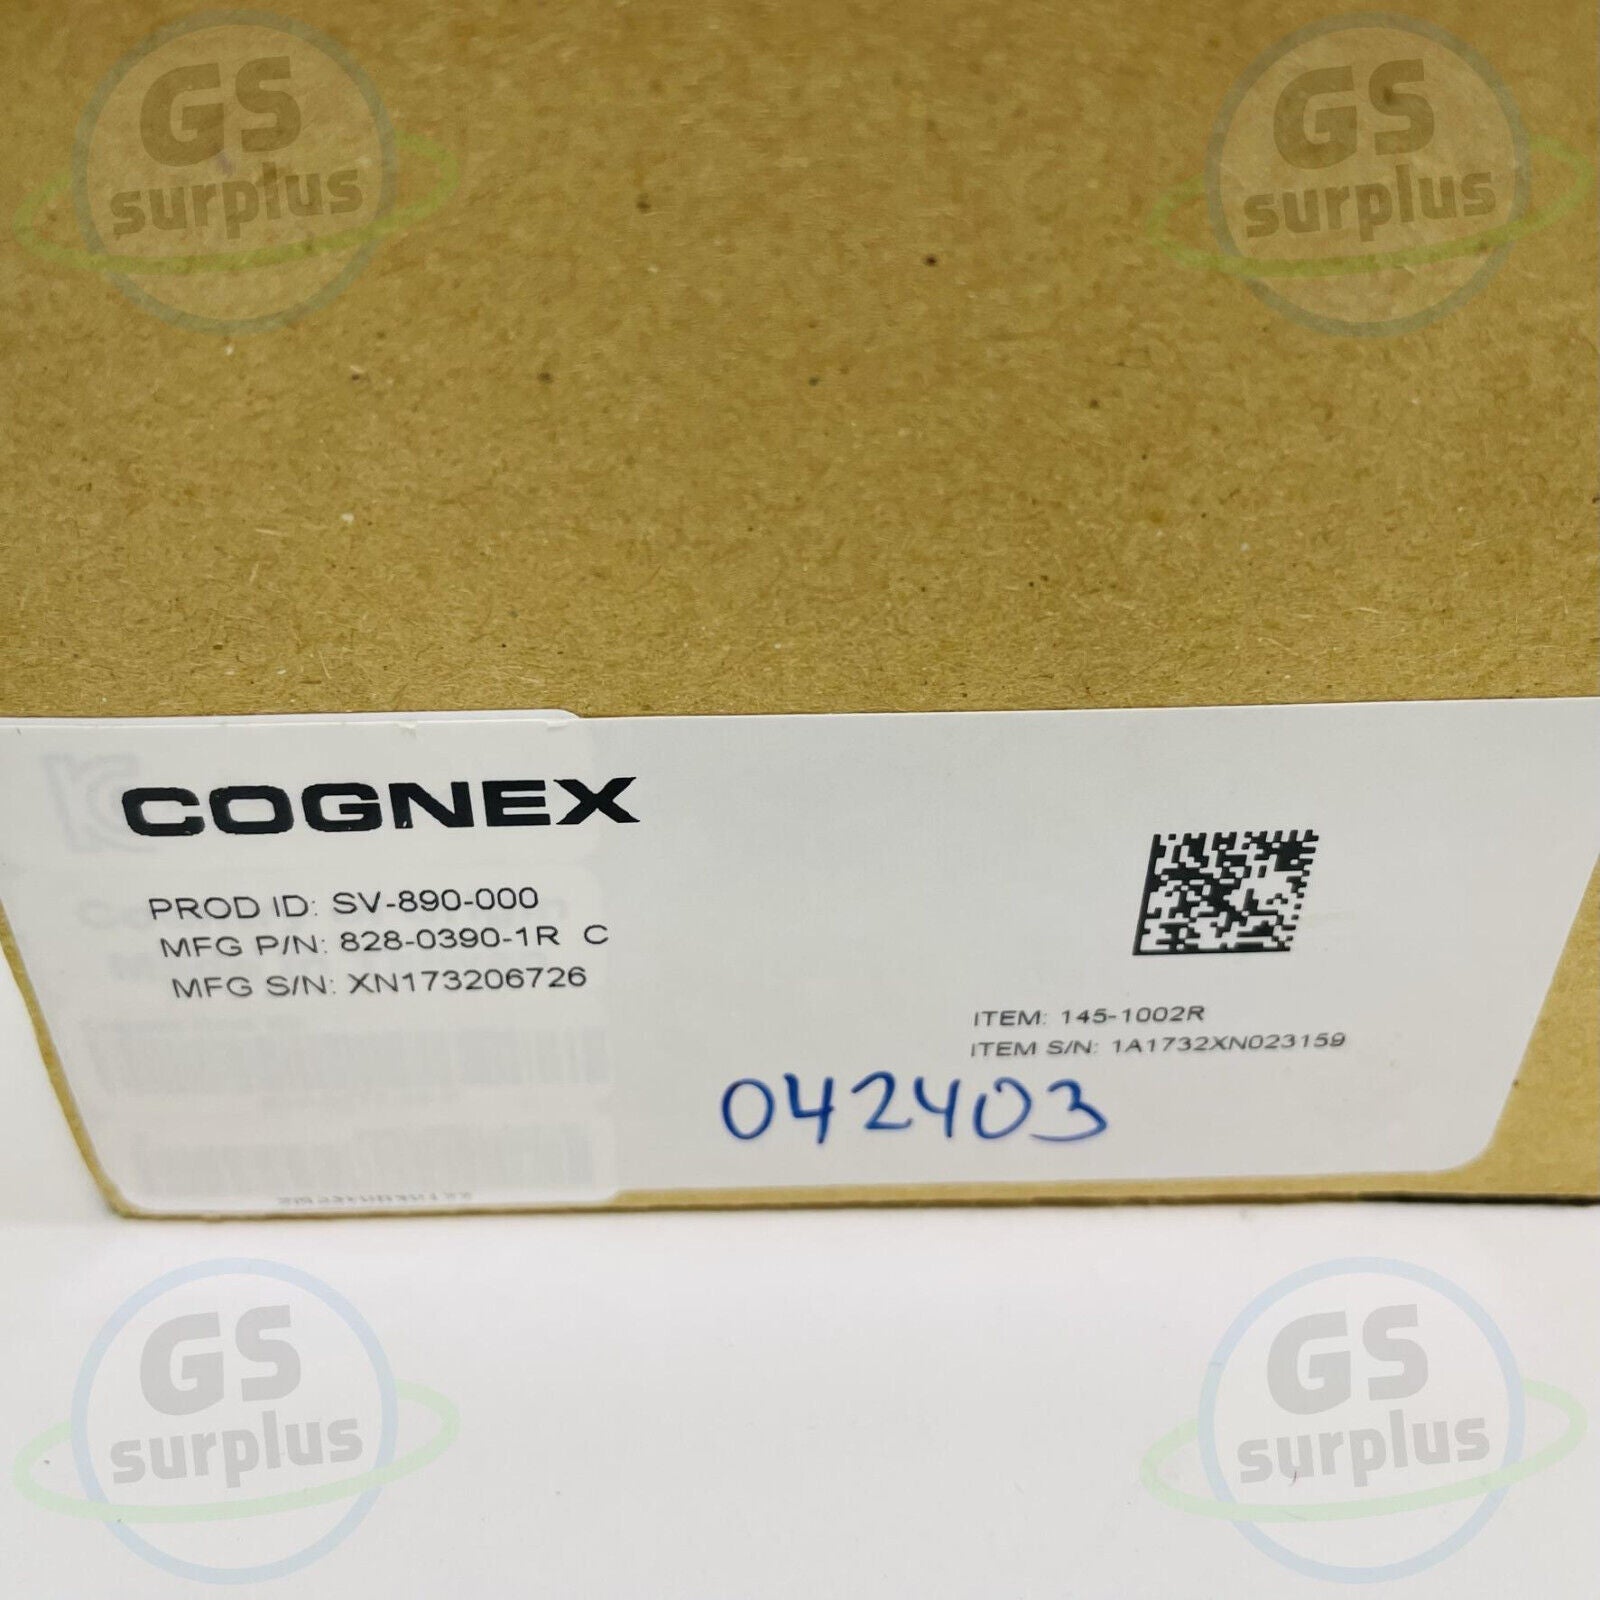 GS
surplus
GS
surplus
COGNEX
PROD ID: SV-890-000
MFG P/N: 828-0390-1R C
MFG S/N: XN173206726
ITEM: 145-1002R
ITEM S/N: 1A1732XN023159
042403
GS
surplus
GS
surplus